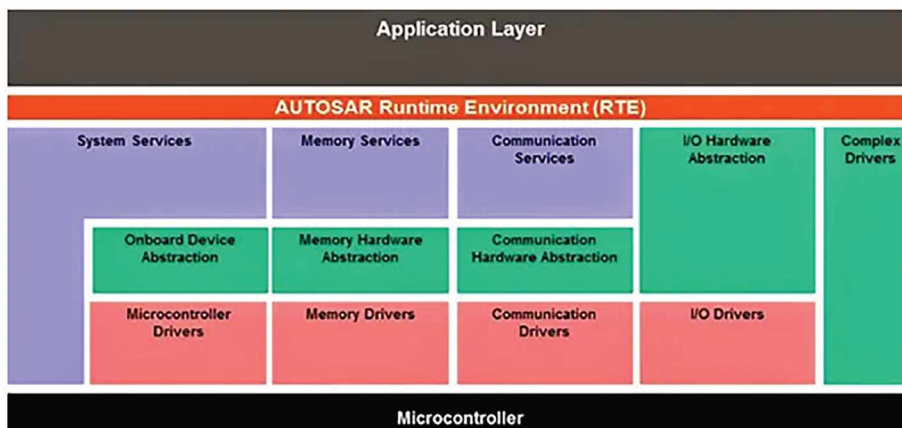 Application Layer
AUTOSAR Runtime Environment (RTE)
System Services
Memory Services
Communication
Services
I/O Hardware
Abstraction
Complex
Drivers
Onboard Device
Abstraction
Memory Hardware
Abstraction
Communication
Hardware Abstraction
Microcontroller
Drivers
Memory Drivers
Communication
Drivers
I/O Drivers
Microcontroller